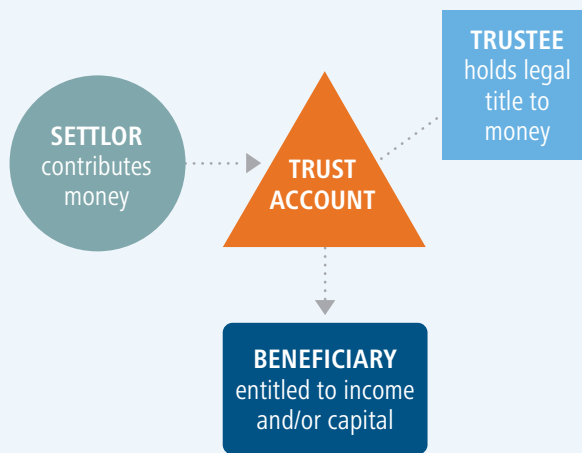 SETTLOR
contributes
money
TRUST
ACCOUNT
TRUSTEE
holds legal
title to
money
BENEFICIARY
entitled to income
and/or capital